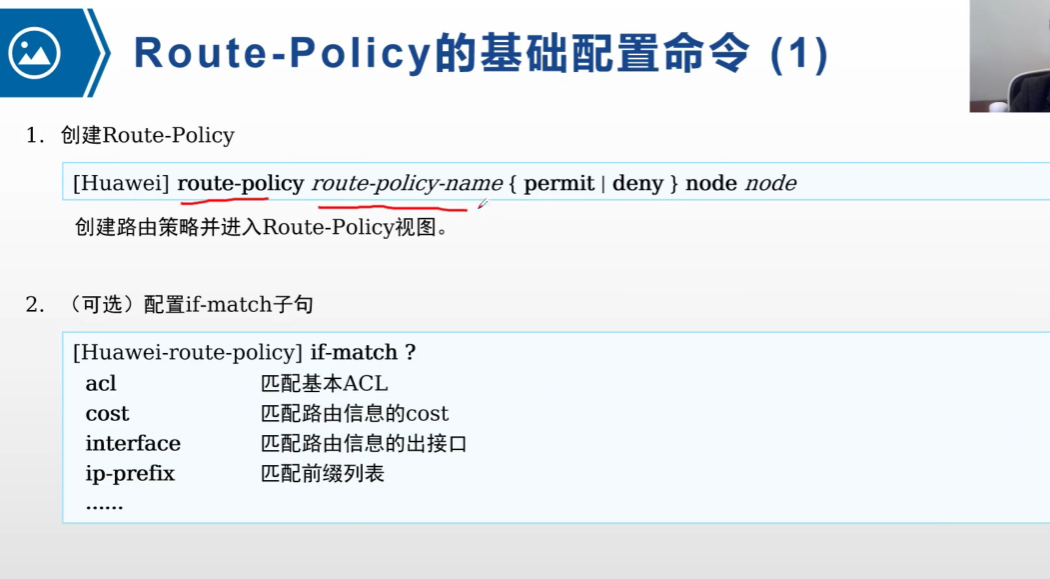 Route-Policy的基础配置命令 (1)
1. 创建Route-Policy
[Huawei] route-policy route-policy-name { permit | deny } node node
创建路由策略并进入Route-Policy视图。
2. （可选）配置if-match子句
[Huawei-route-policy] if-match ?
acl 匹配基本ACL
cost 匹配路由信息的cost
interface 匹配路由信息的出接口
ip-prefix 匹配前缀列表
......